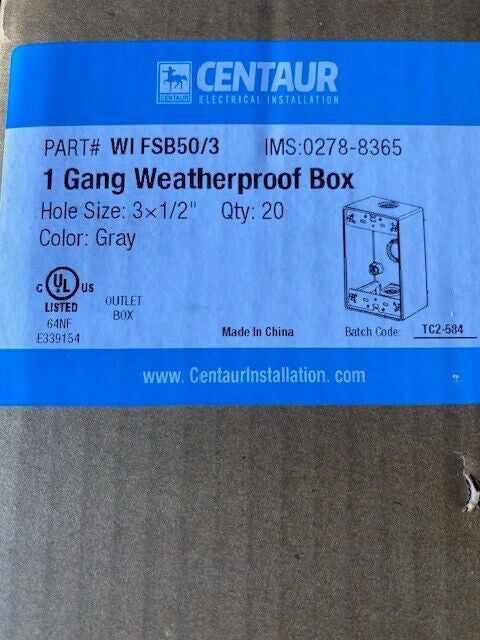 CENTAUR
CENTAUR
ELECTRICAL INSTALLATION
PART# WI FSB50/3 IMS:0278-8365
1 Gang Weatherproof Box
Hole Size: 3×1/2" Qty: 20
Color: Gray
C UL US
LISTED
64NF
E339154
OUTLET
BOX
Made In China
Batch Code: TC2-584
www. CentaurInstallation. com